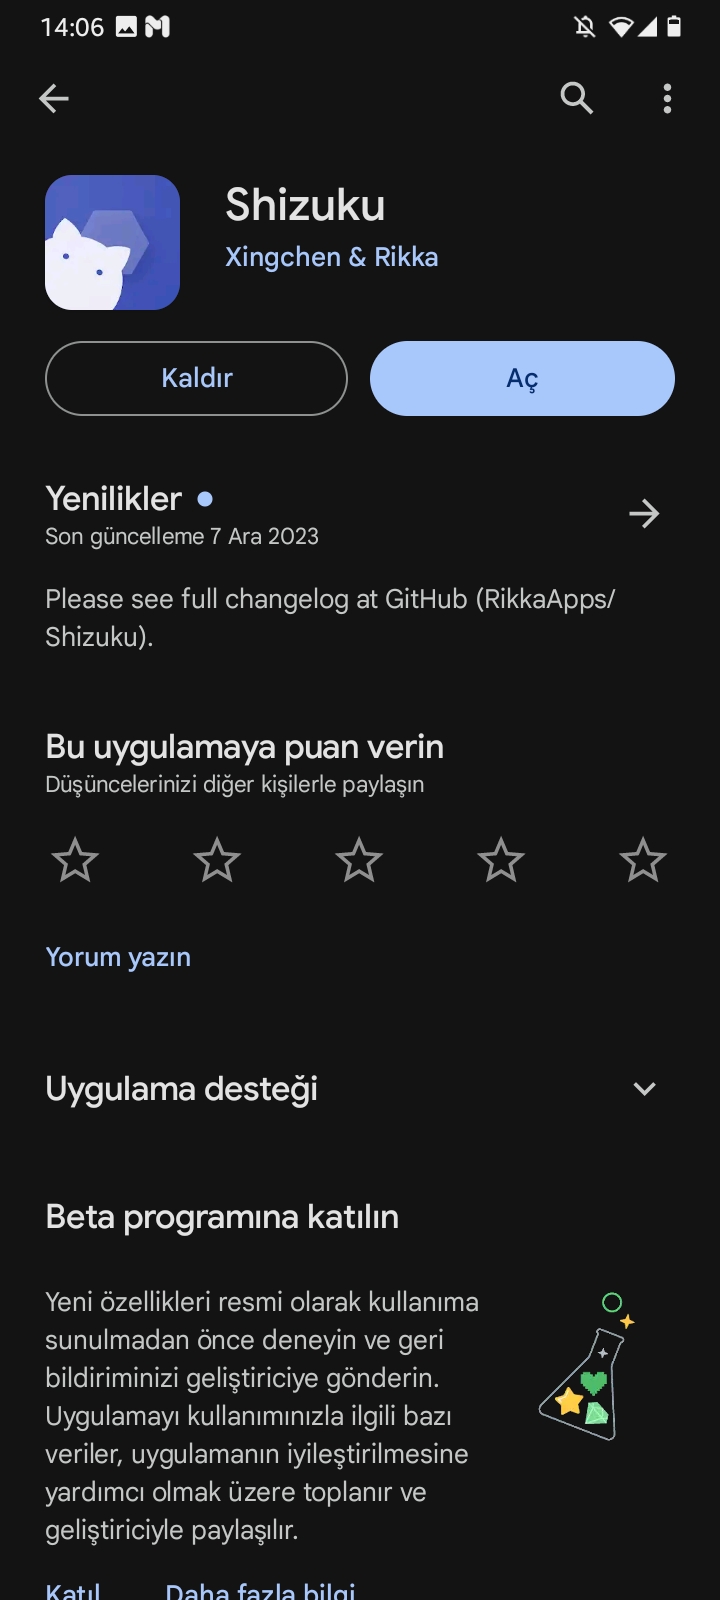 14:06
Shizuku
Xingchen & Rikka
Kaldır
Aç
Yenilikler
Son güncelleme 7 Ara 2023
Please see full changelog at GitHub (RikkaApps/
Shizuku).
Bu uygulamaya puan verin
Düşüncelerinizi diğer kişilerle paylaşın
Yorum yazın
Uygulama desteği
Beta programına katılın
Yeni özellikleri resmi olarak kullanıma
sunulmadan önce deneyin ve geri
bildiriminizi geliştiriciye gönderin.
Uygulamayı kullanımınızla ilgili bazı
veriler, uygulamanın iyileştirilmesine
yardımcı olmak üzere toplanır ve
geliştiriciyle paylaşılır.
Katıl
Daha fazla bilgi